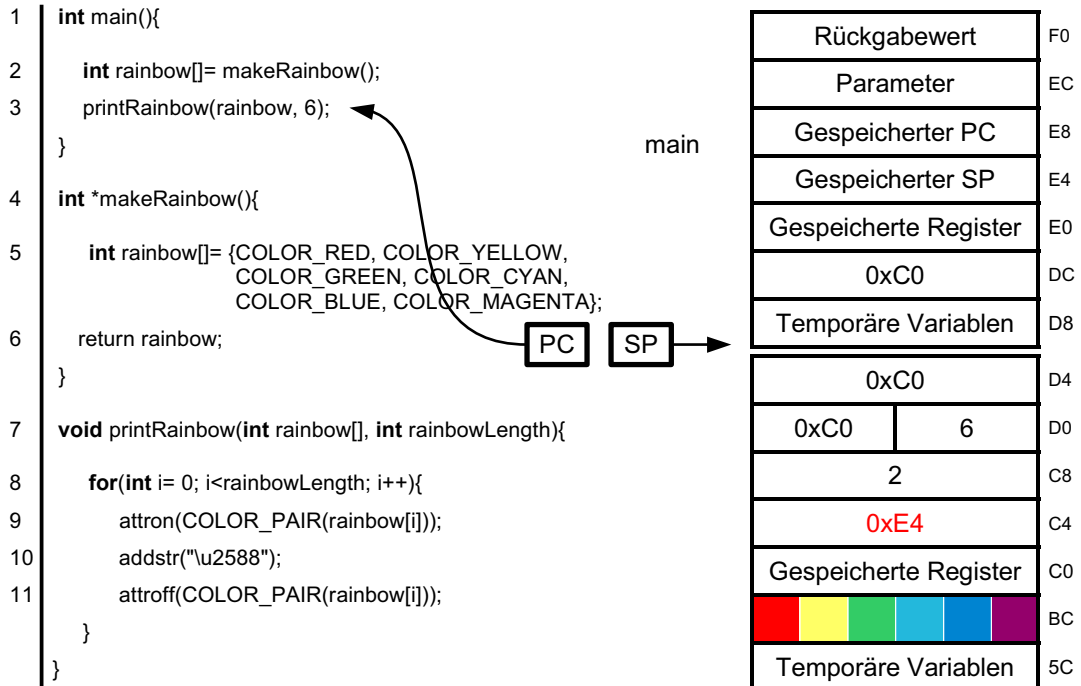 1 int main(){
2 int rainbow[]= makeRainbow();
3 printRainbow(rainbow, 6);
}
4 int *makeRainbow(){
5 int rainbow[]= {COLOR_RED, COLOR_YELLOW,
COLOR_GREEN, COLOR_CYAN,
COLOR_BLUE, COLOR_MAGENTA};
6 return rainbow;
}
7 void printRainbow(int rainbow[], int rainbowLength){
8 for(int i= 0; i<rainbowLength; i++){
9 attron(COLOR_PAIR(rainbow[i]));
10 addstr("\u2588");
11 attroff(COLOR_PAIR(rainbow[i]));
}
}
PC SP
main
Rückgabewert F0
Parameter EC
Gespeicherter PC E8
Gespeicherter SP E4
Gespeicherte Register E0
0xC0 DC
Temporäre Variablen D8
0xC0 D4
0xC0 6 D0
2 C8
0xE4 C4
Gespeicherte Register C0
BC
Temporäre Variablen 5C